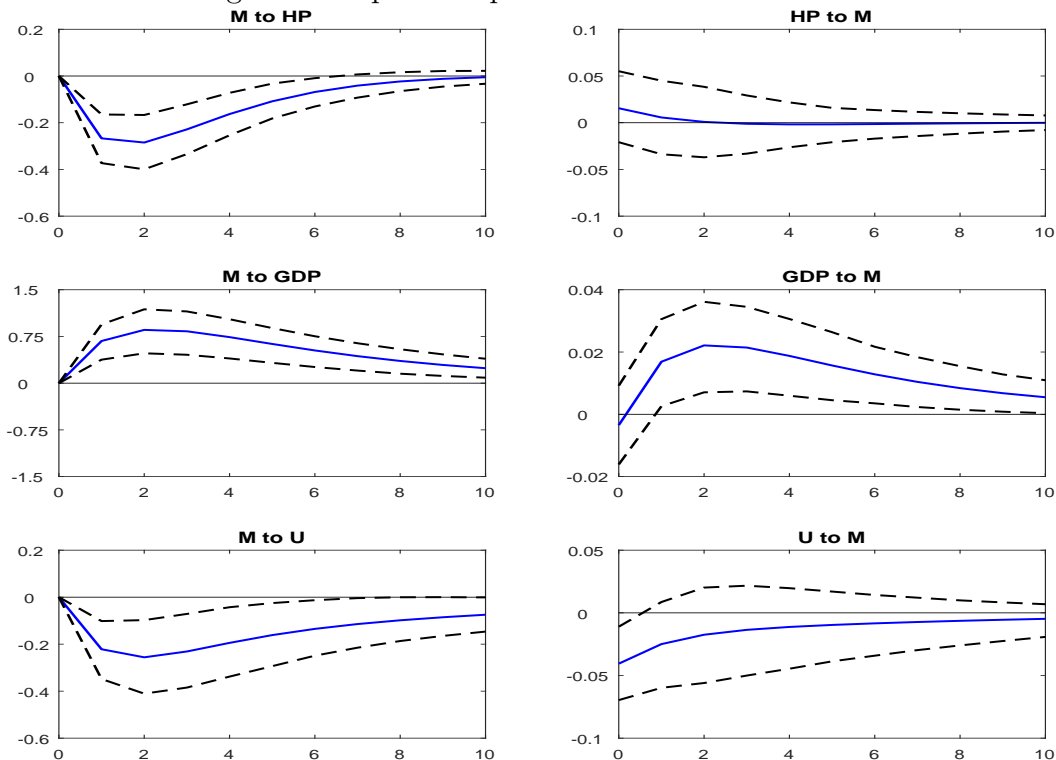 M to HP
0.2
0
-0.2
-0.4
-0.6
0 2 4 6 8 10
HP to M
0.1
0.05
0
-0.05
-0.1
0 2 4 6 8 10
M to GDP
1.5
0.75
0
-0.75
-1.5
0 2 4 6 8 10
GDP to M
0.04
0.02
0
-0.02
0 2 4 6 8 10
M to U
0.2
0
-0.2
-0.4
-0.6
0 2 4 6 8 10
U to M
0.05
0
-0.05
-0.1
0 2 4 6 8 10